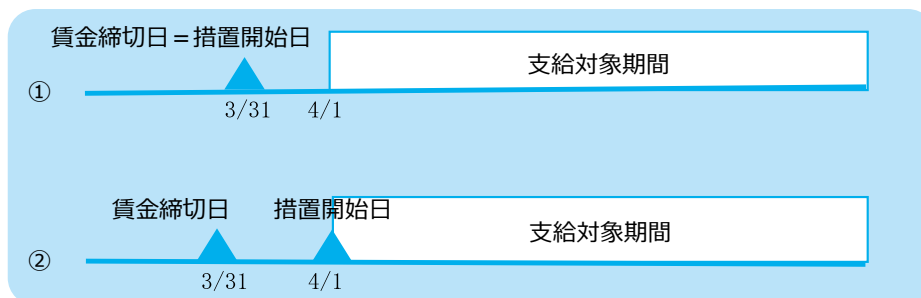 賃金締切日＝措置開始日
支給対象期間
①
3/31 4/1
賃金締切日 措置開始日
支給対象期間
②
3/31 4/1